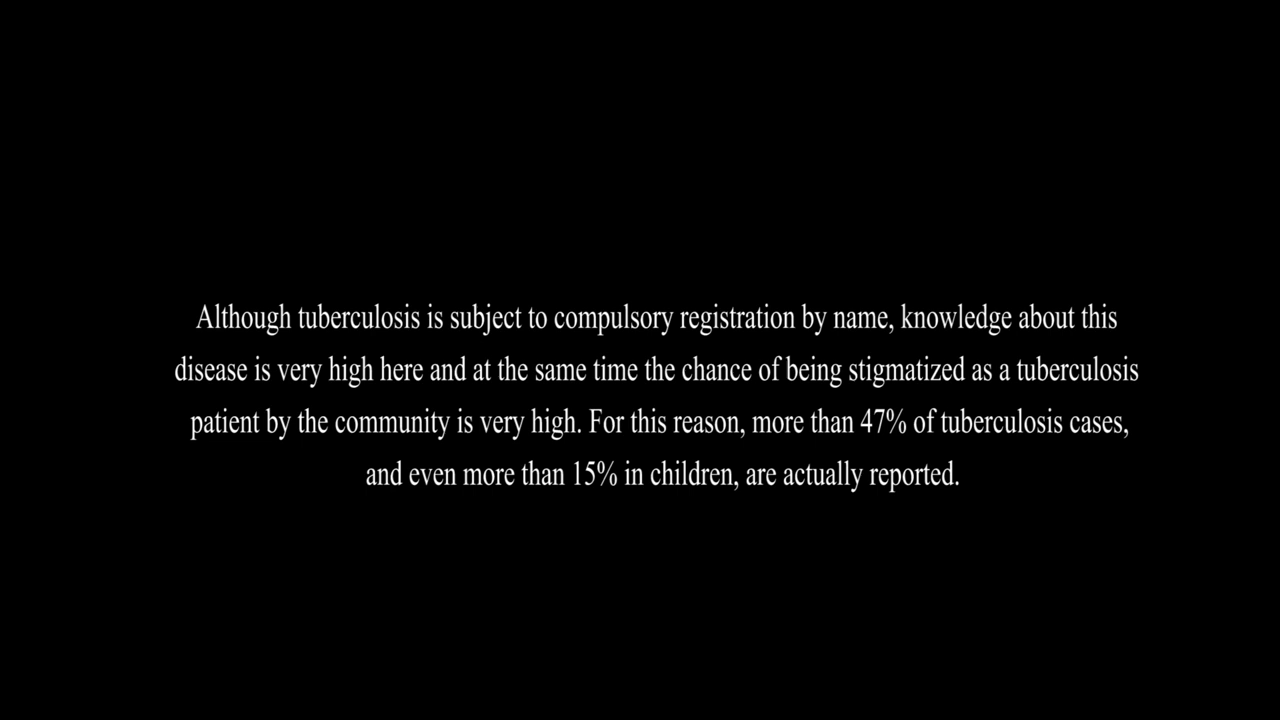 Although tuberculosis is subject to compulsory registration by name, knowledge about this
disease is very high here and at the same time the chance of being stigmatized as a tuberculosis
patient by the community is very high. For this reason, more than 47% of tuberculosis cases,
and even more than 15% in children, are actually reported.